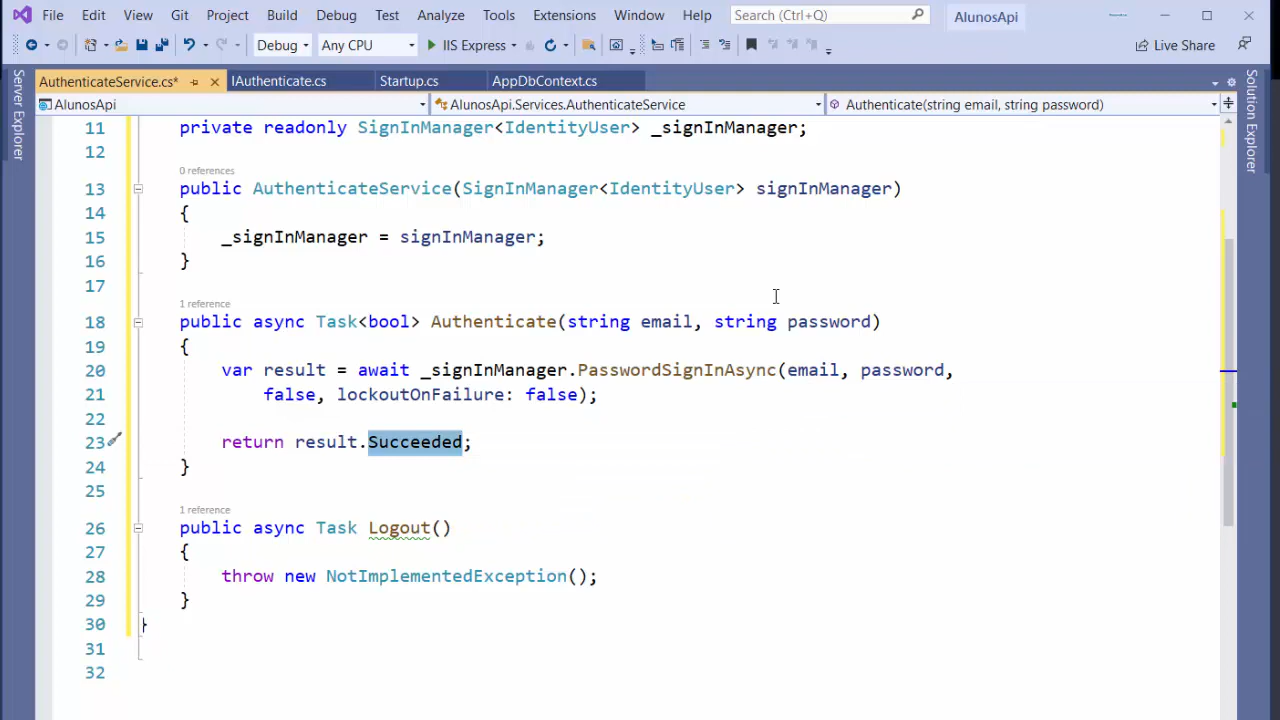 File Edit View Git Project Build Debug Test Analyze Tools Extensions Window Help Search (Ctrl+Q) AlunosApi
Debug Any CPU IIS Express Live Share
AuthenticateService.cs* IAuthenticate.cs Startup.cs AppDbContext.cs
AlunosApi AlunosApi.Services.AuthenticateService Authenticate(string email, string password)
Server Explorer
Solution Explorer
11 private readonly SignInManager<IdentityUser> _signInManager;
12
0 references
13 public AuthenticateService(SignInManager<IdentityUser> signInManager)
14 {
15 _signInManager = signInManager;
16 }
17
1 reference
18 public async Task<bool> Authenticate(string email, string password)
19 {
20 var result = await _signInManager.PasswordSignInAsync(email, password,
21 false, lockoutOnFailure: false);
22
23 return result.Succeeded;
24 }
25
1 reference
26 public async Task Logout()
27 {
28 throw new NotImplementedException();
29 }
30 }
31
32